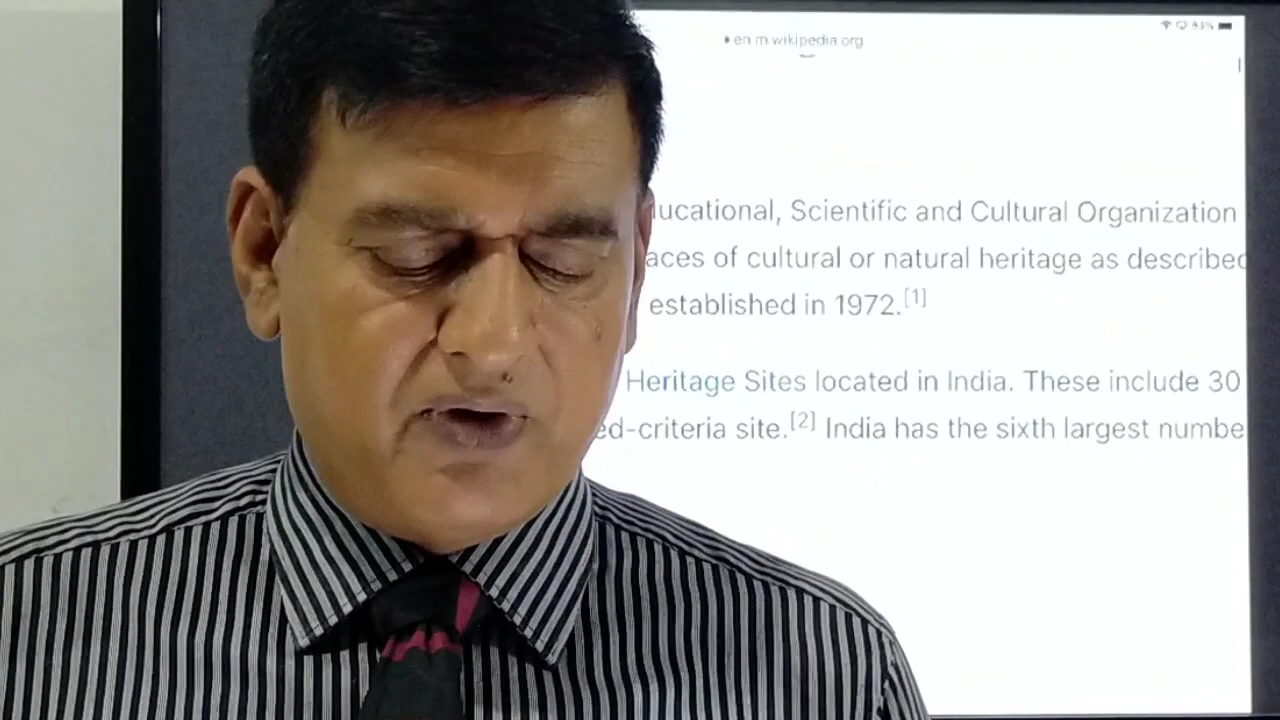 en.m.wikipedia.org
93%
ucational, Scientific and Cultural Organization
aces of cultural or natural heritage as described
established in 1972.[1]
Heritage Sites located in India. These include 30
ed-criteria site.[2] India has the sixth largest numbe